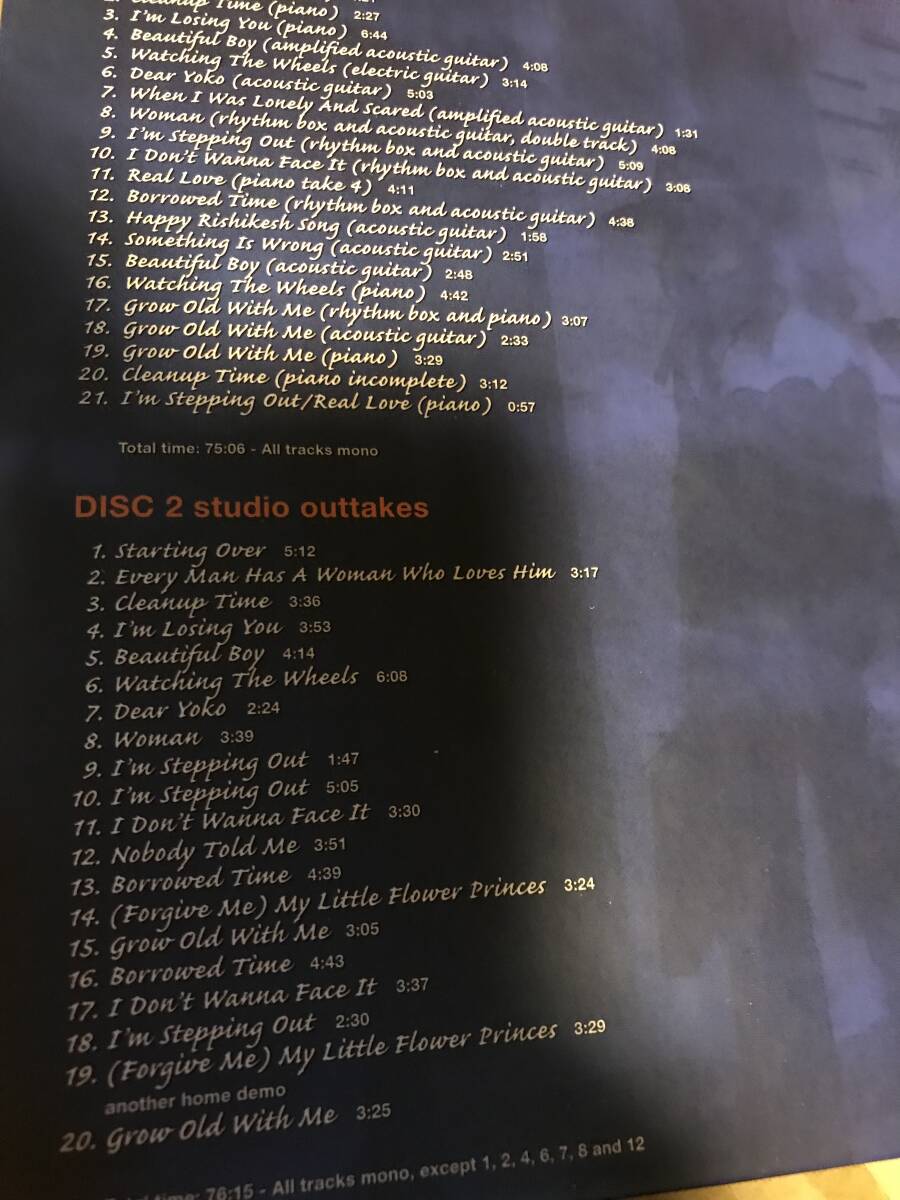 2. Cleanup Time (piano) 2:27
3. I'm Losing You (piano) 6:44
4. Beautiful Boy (amplified acoustic guitar) 4:08
5. Watching The Wheels (electric guitar) 3:14
6. Dear Yoko (acoustic guitar) 5:03
7. When I Was Lonely And Scared (amplified acoustic guitar) 1:31
8. Woman (rhythm box and acoustic guitar, double track) 4:08
9. I'm Stepping Out (rhythm box and acoustic guitar) 5:09
10. I Don't Wanna Face It (rhythm box and acoustic guitar) 3:08
11. Real Love (piano take 4) 4:11
12. Borrowed Time (rhythm box and acoustic guitar) 4:38
13. Happy Rishikesh Song (acoustic guitar) 1:58
14. Something Is Wrong (acoustic guitar) 2:51
15. Beautiful Boy (acoustic guitar) 2:48
16. Watching The Wheels (piano) 4:42
17. Grow Old With Me (rhythm box and piano) 3:07
18. Grow Old With Me (acoustic guitar) 2:33
19. Grow Old With Me (piano) 3:29
20. Cleanup Time (piano incomplete) 3:12
21. I'm Stepping Out/Real Love (piano) 0:57
Total time: 75:06 - All tracks mono
DISC 2 studio outtakes
1. Starting Over 5:12
2. Every Man Has A Woman Who Loves Him 3:17
3. Cleanup Time 3:36
4. I'm Losing You 3:53
5. Beautiful Boy 4:14
6. Watching The Wheels 6:08
7. Dear Yoko 2:24
8. Woman 3:39
9. I'm Stepping Out 1:47
10. I'm Stepping Out 5:05
11. I Don't Wanna Face It 3:30
12. Nobody Told Me 3:51
13. Borrowed Time 4:39
14. (Forgive Me) My Little Flower Princes 3:24
15. Grow Old With Me 3:05
16. Borrowed Time 4:43
17. I Don't Wanna Face It 3:37
18. I'm Stepping Out 2:30
19. (Forgive Me) My Little Flower Princes 3:29
another home demo
20. Grow Old With Me 3:25
Total time: 76:15 - All tracks mono, except 1, 2, 4, 6, 7, 8 and 12